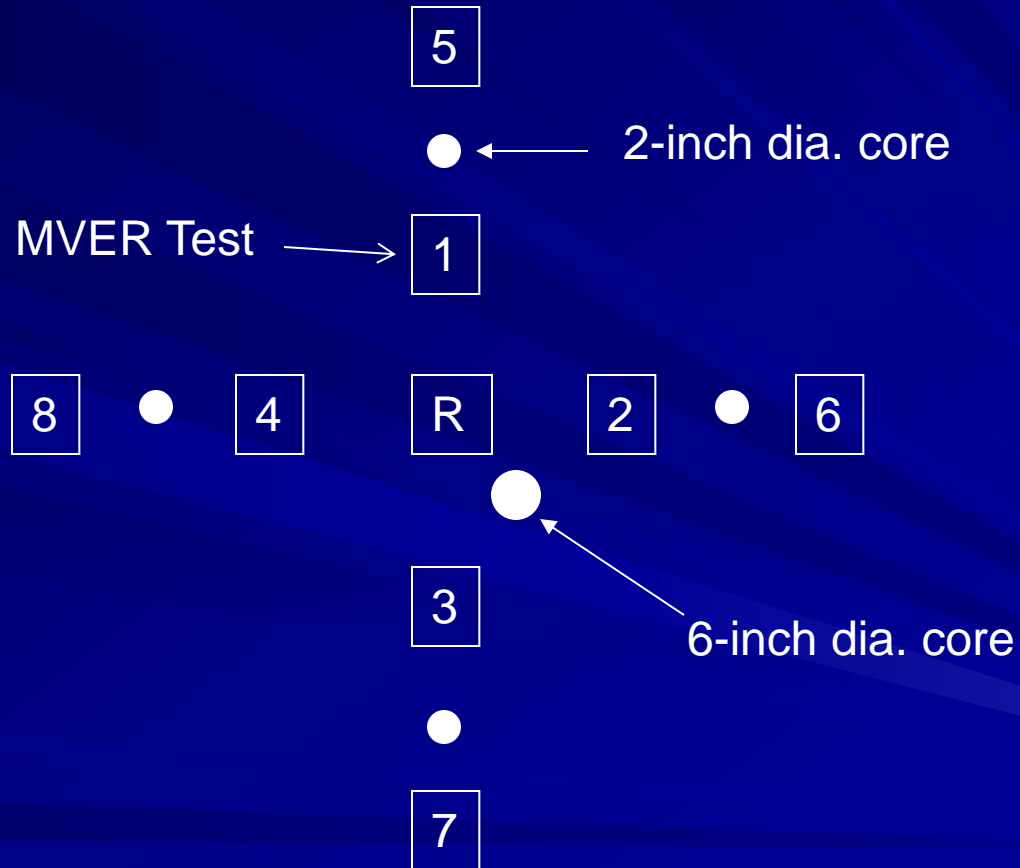 5
2-inch dia. core
MVER Test
1
8 4 R 2 6
3
6-inch dia. core
7